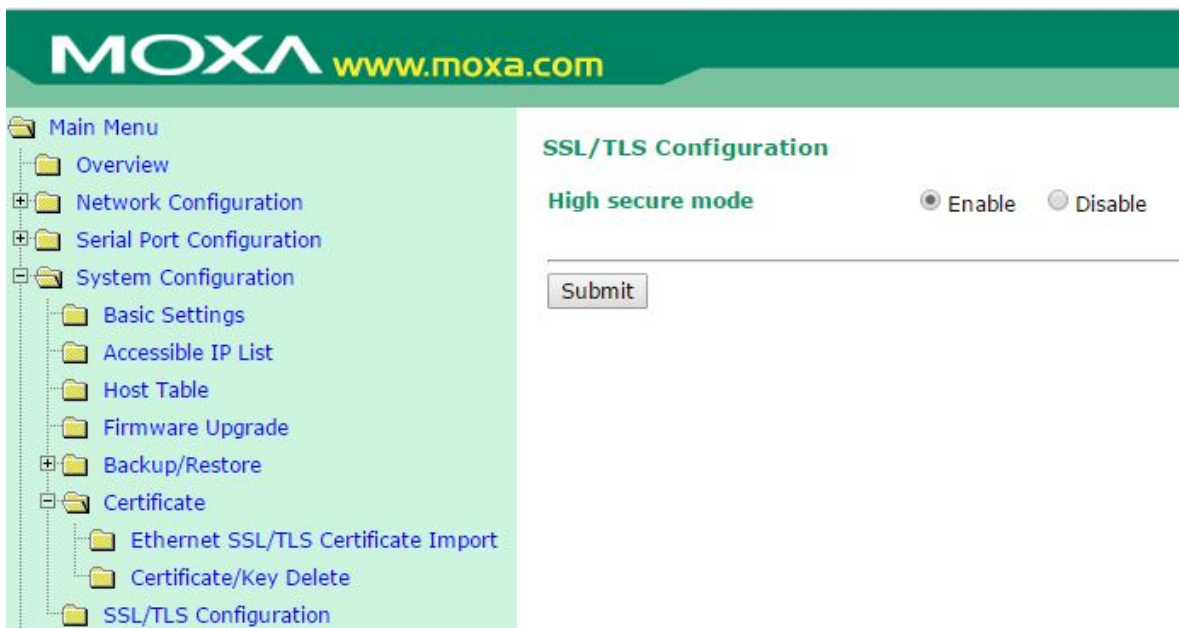 MOXA www.moxa.com
Main Menu
Overview
Network Configuration
Serial Port Configuration
System Configuration
Basic Settings
Accessible IP List
Host Table
Firmware Upgrade
Backup/Restore
Certificate
Ethernet SSL/TLS Certificate Import
Certificate/Key Delete
SSL/TLS Configuration
SSL/TLS Configuration
High secure mode Enable Disable
Submit